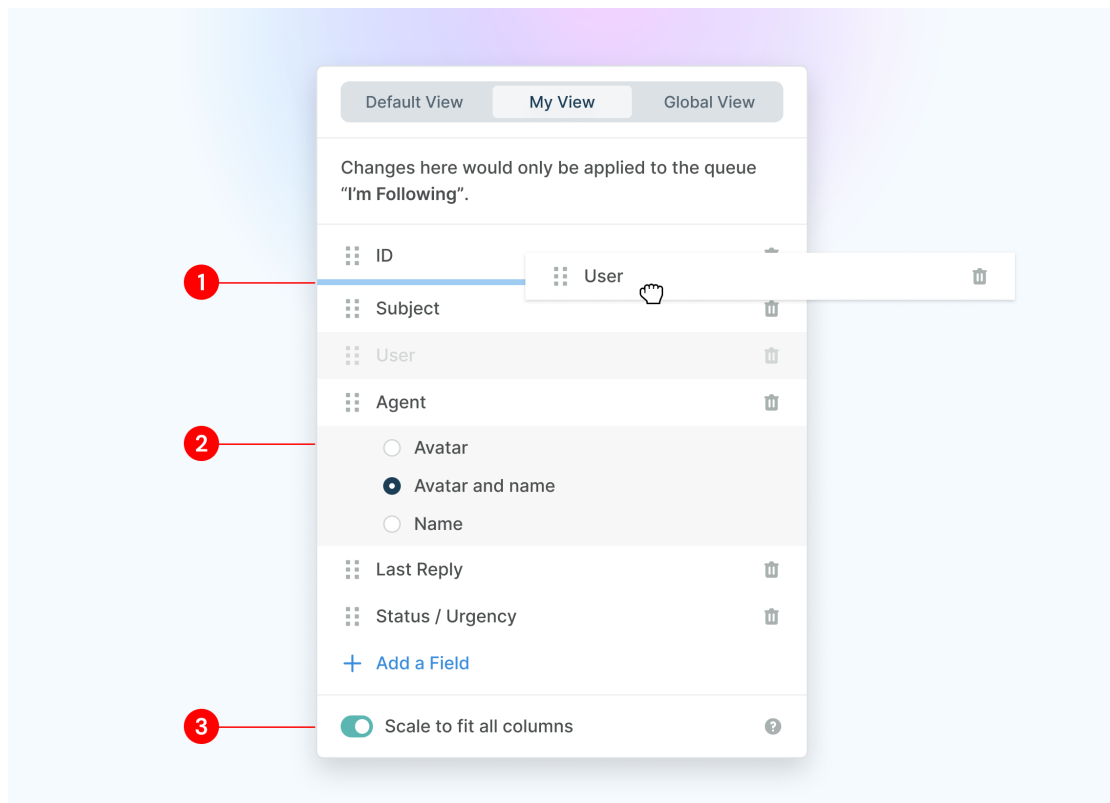 Default View
My View
Global View
Changes here would only be applied to the queue
“I’m Following”.
ID
User
1
Subject
User
Agent
2
Avatar
Avatar and name
Name
Last Reply
Status / Urgency
Add a Field
3
Scale to fit all columns
?